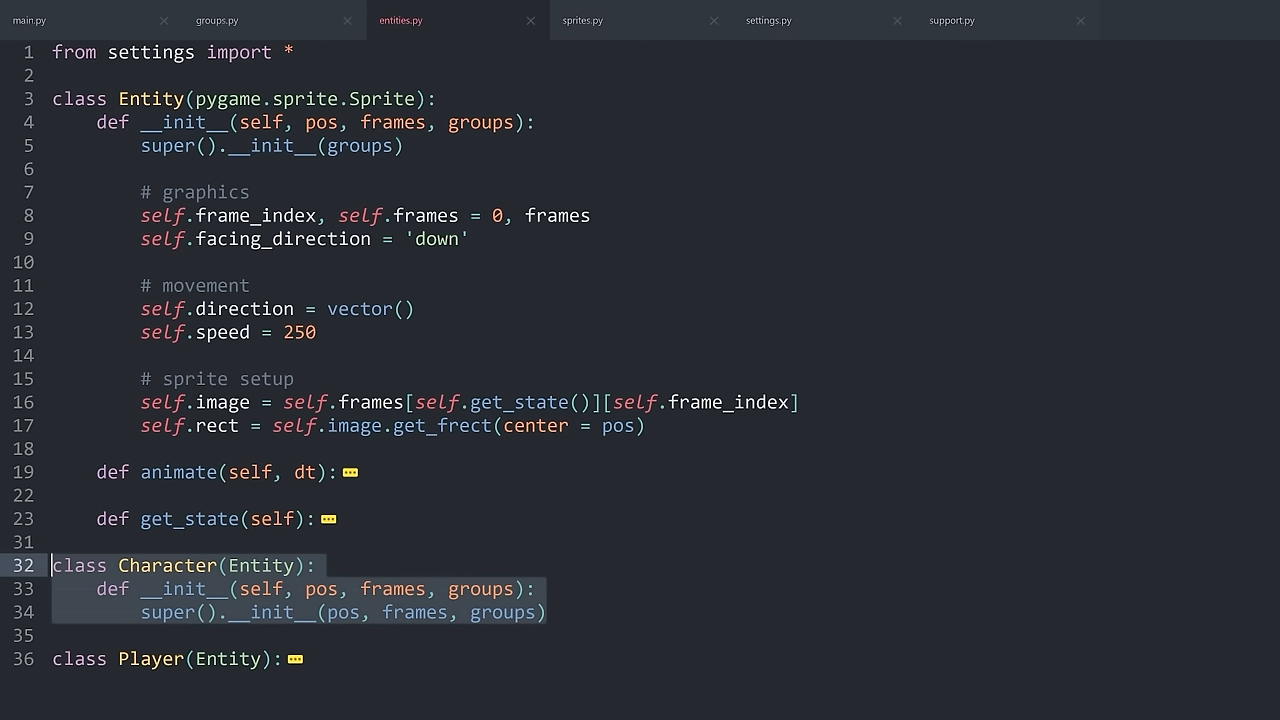 main.py × groups.py × entities.py × sprites.py × settings.py × support.py ×
1 from settings import *
2
3 class Entity(pygame.sprite.Sprite):
4     def __init__(self, pos, frames, groups):
5         super().__init__(groups)
6
7         # graphics
8         self.frame_index, self.frames = 0, frames
9         self.facing_direction = 'down'
10
11         # movement
12         self.direction = vector()
13         self.speed = 250
14
15         # sprite setup
16         self.image = self.frames[self.get_state()][self.frame_index]
17         self.rect = self.image.get_frect(center = pos)
18
19     def animate(self, dt):
22
23     def get_state(self):
31
32 class Character(Entity):
33     def __init__(self, pos, frames, groups):
34         super().__init__(pos, frames, groups)
35
36 class Player(Entity):